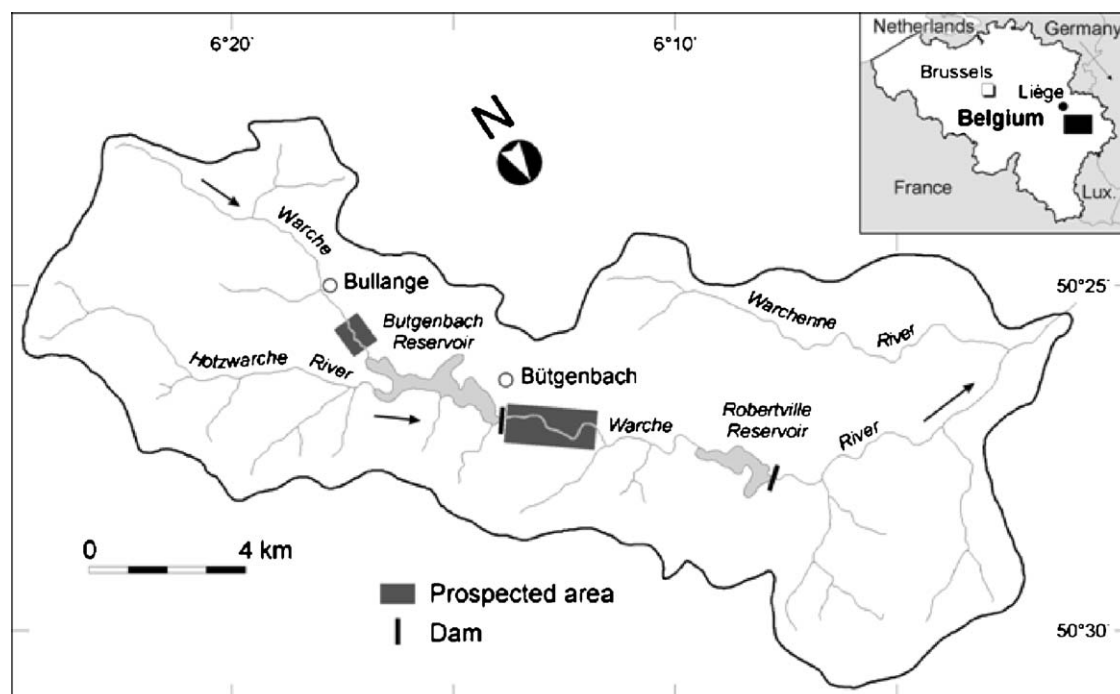 6°20'
6°10'
Netherlands
Germany
Brussels
Liège
Belgium
France
Lux.
N
Warche
Bullange
Butgenbach
Reservoir
50°25'
Warchenne
River
Hotzwarche
River
Bütgenbach
Robertville
Reservoir
Warche
River
0
4 km
Prospected area
Dam
50°30'